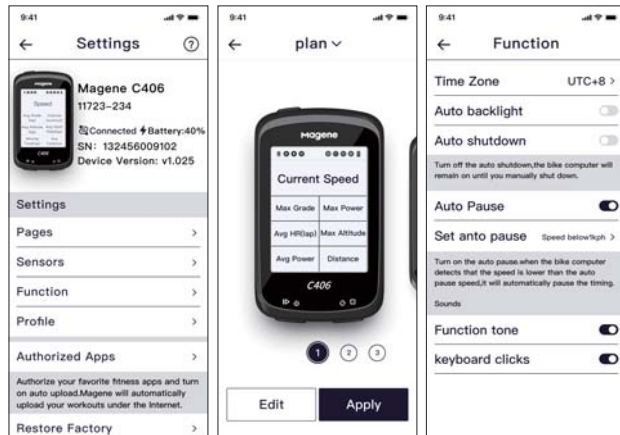 9:41
Settings
?
magene
Speed
C406
Magene C406
11723-234
Connected Battery:40%
SN: 132456009102
Device Version: v1.025
Settings
Pages
Sensors
Function
Profile
Authorized Apps
Authorize your favorite fitness apps and turn
on auto upload.Magene will automatically
upload your workouts under the Internet.
Restore Factory
9:41
plan
magene
Current Speed
Max Grade Max Power
Avg HR(lap) Max Altitude
Avg Power Distance
C406
1 2 3
Edit Apply
9:41
Function
Time Zone UTC+8 >
Auto backlight
Auto shutdown
Turn off the auto shutdown,the bike computer will
remain on until you manually shut down.
Auto Pause
Set anto pause Speed below1kph >
Turn on the auto pause.when the bike computer
detects that the speed is lower than the auto
pause speed,it will automatically pause the timing.
Sounds
Function tone
keyboard clicks